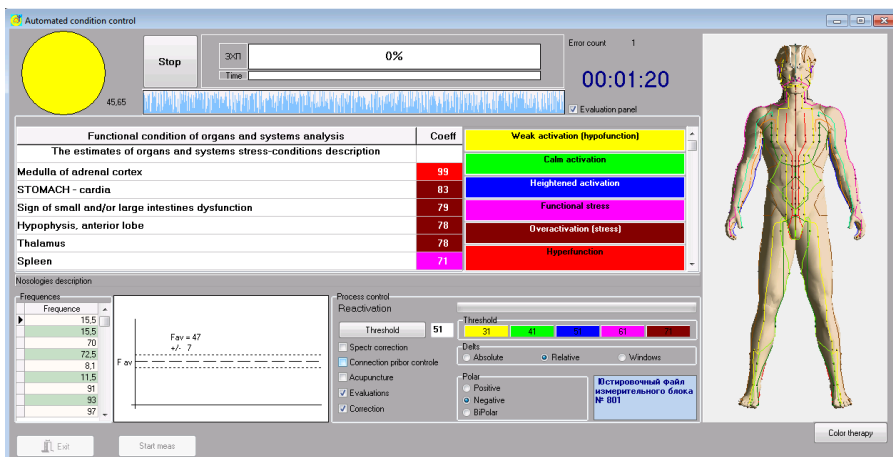 Automated condition control
45,65
Stop
ЭХП
0%
Time
Error count 1
00:01:20
Evaluation panel
Functional condition of organs and systems analysis Coeff
The estimates of organs and systems stress-conditions description
Medulla of adrenal cortex 99
STOMACH - cardia 83
Sign of small and/or large intestines dysfunction 79
Hypophysis, anterior lobe 78
Thalamus 78
Spleen 71
Weak activation (hypofunction)
Calm activation
Heightened activation
Functional stress
Overactivation (stress)
Hyperfunction
Nosologies description
Frequences
Frequence
15,5
15,5
70
72,5
8,1
11,5
91
93
97
Fav = 47
+/- 7
F av
Process control
Reactivation
Threshold 51
Spectr correction
Connection pribor controle
Acupuncture
Evaluations
Correction
Threshold
31 41 51 61 71
Delts
Absolute Relative Windows
Polar
Positive
Negative
BiPolar
Юстировочный файл
измерительного блока
№ 801
Exit
Start meas
Color therapy